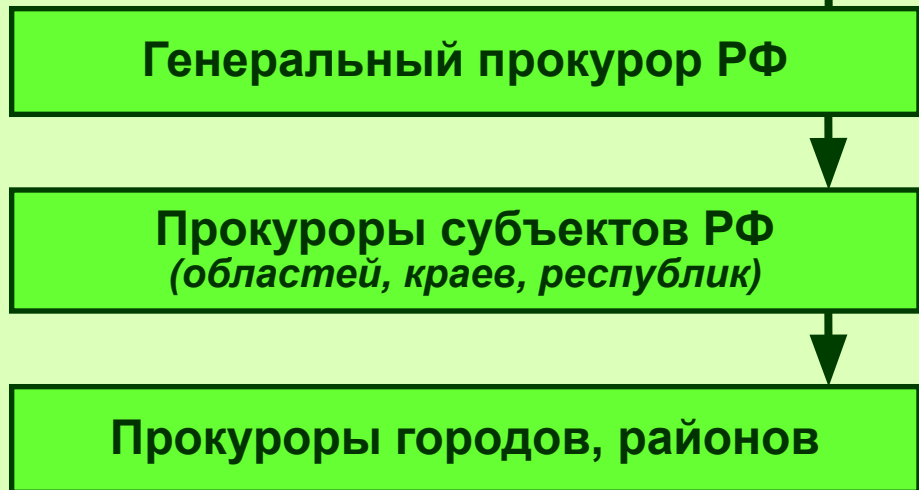 Генеральный прокурор РФ
Прокуроры субъектов РФ
(областей, краев, республик)
Прокуроры городов, районов